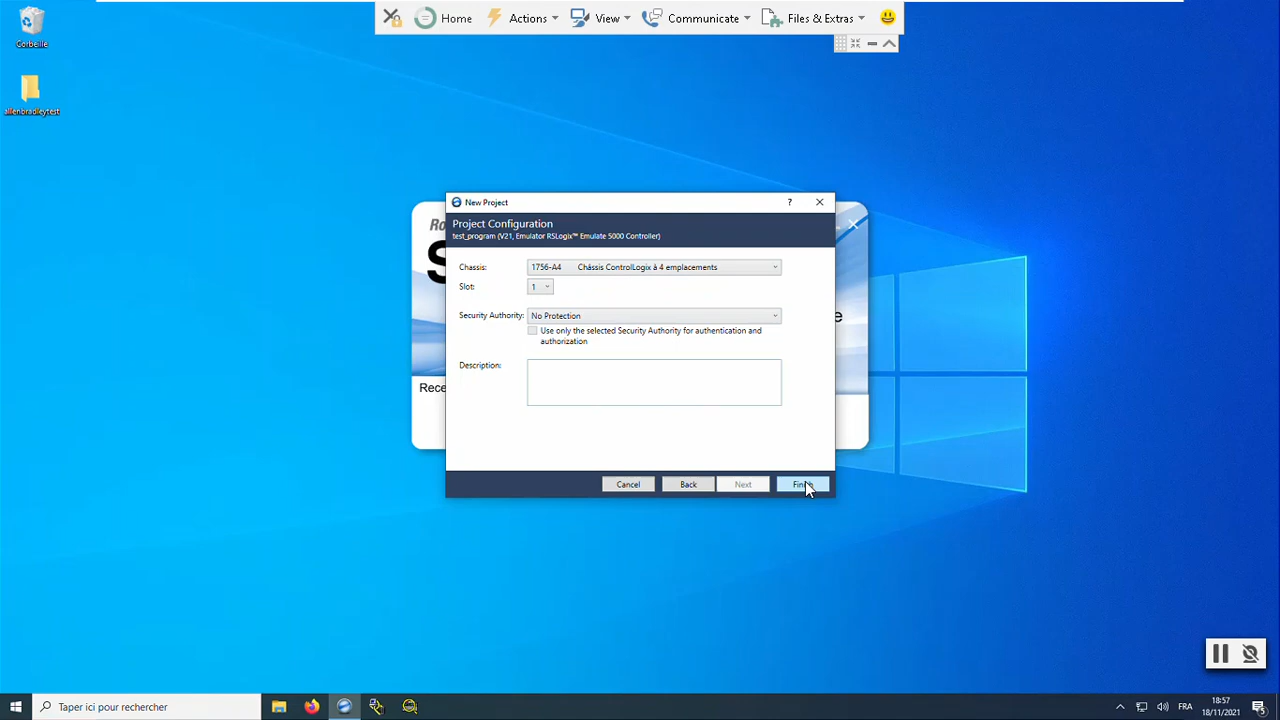 Home Actions View Communicate Files & Extras
Corbeille
allenbradleytest
New Project ?
Project Configuration
test_program (V21, Emulator RSLogix™ Emulate 5000 Controller)
Chassis: 1756-A4 Châssis ControlLogix à 4 emplacements
Slot: 1
Security Authority: No Protection
Use only the selected Security Authority for authentication and
authorization
Description:
Rece
Cancel Back Next
Taper ici pour rechercher
FRA
18:57
18/11/2021